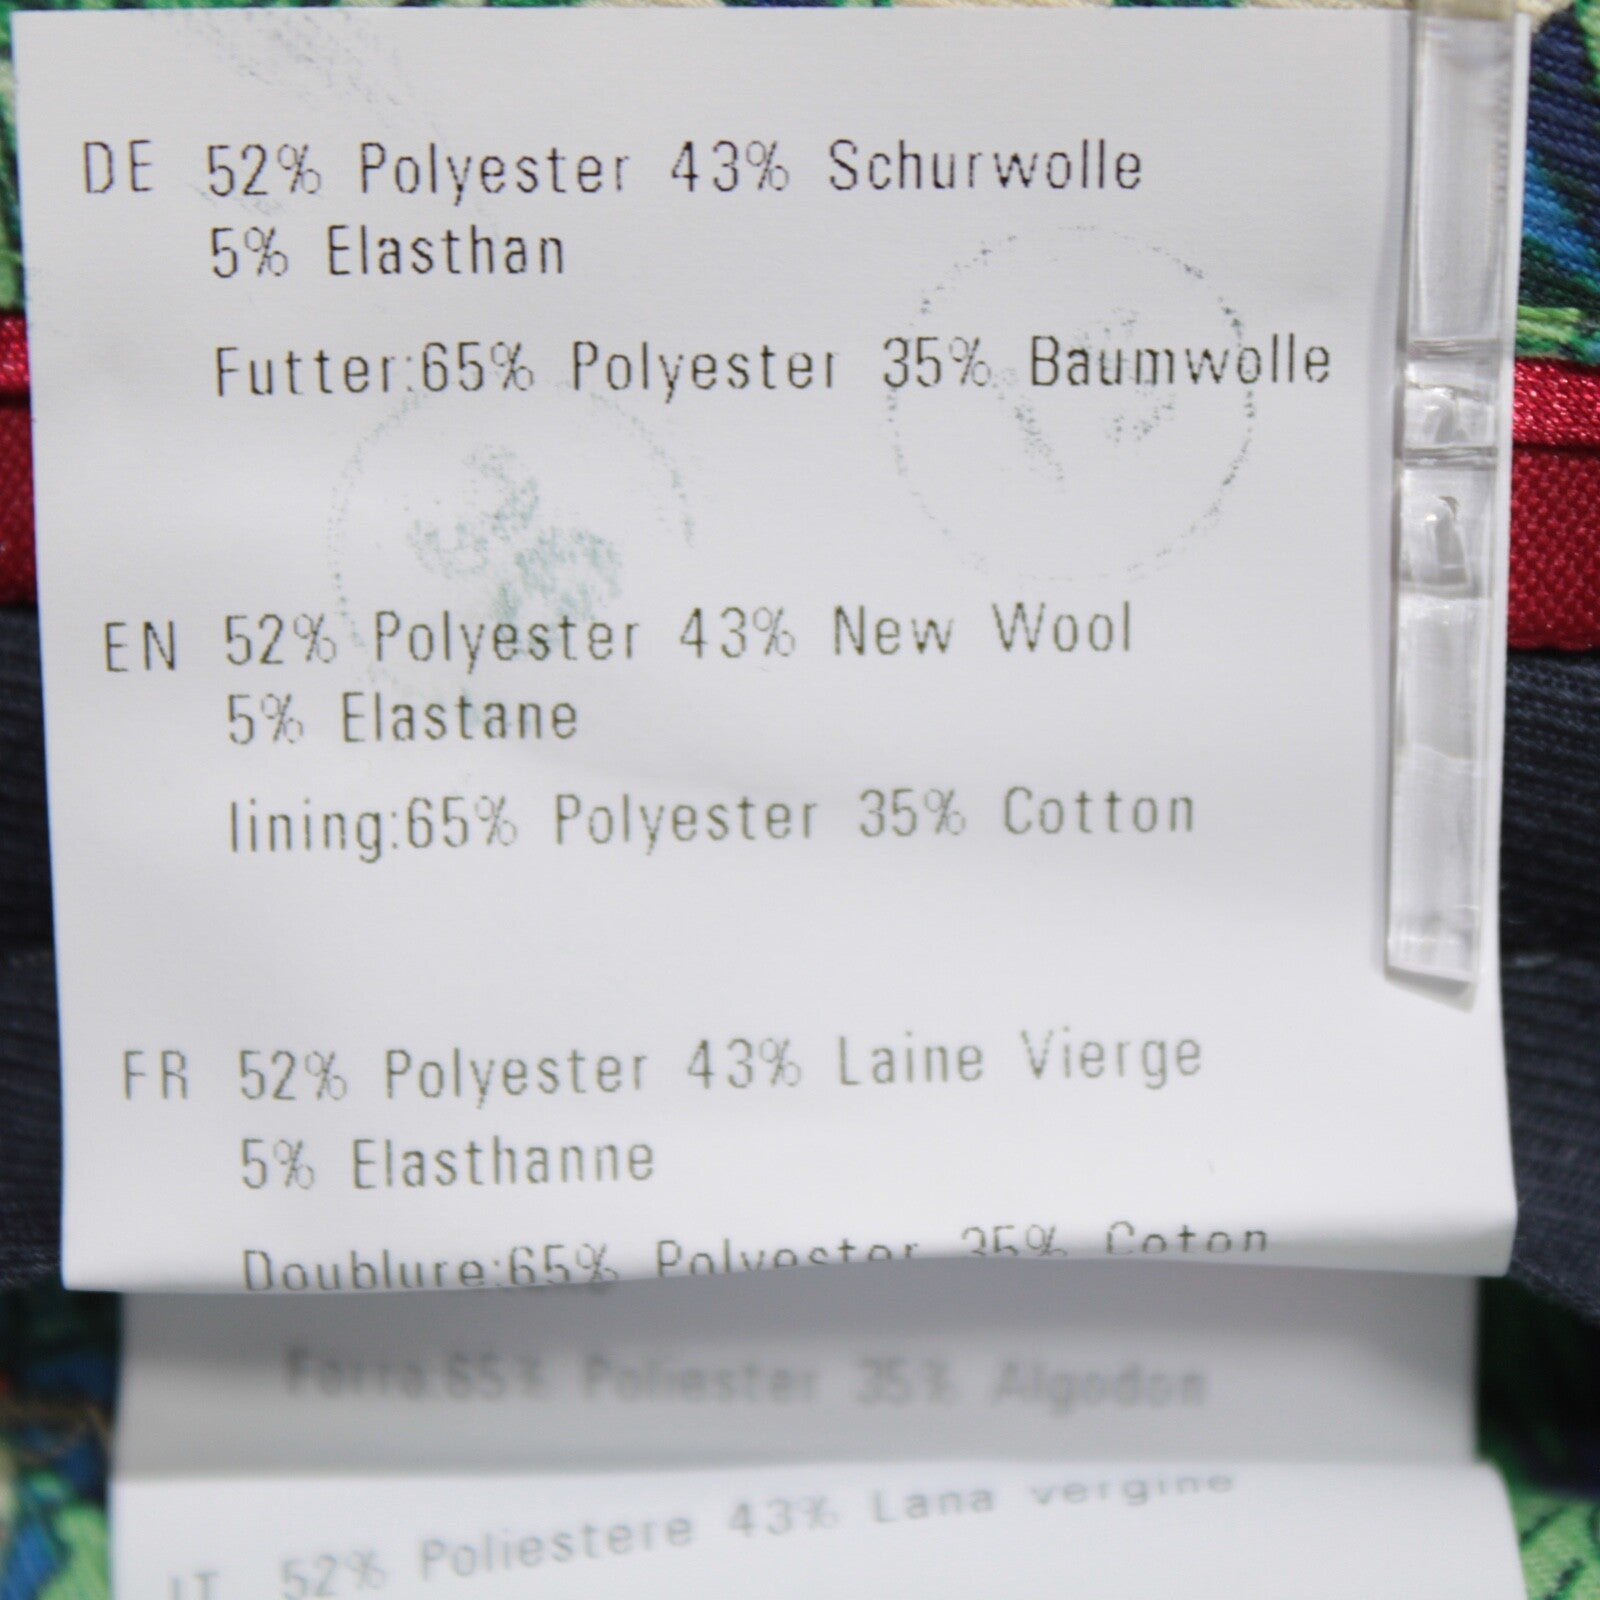 DE 52% Polyester 43% Schurwolle
5% Elasthan
Futter:65% Polyester 35% Baumwolle
EN 52% Polyester 43% New Wool
5% Elastane
lining:65% Polyester 35% Cotton
FR 52% Polyester 43% Laine Vierge
5% Elasthanne
Doublure:65% Polyester 35% Coton
Forro:65% Poliester 35% Algodon
IT 52% Poliestere 43% Lana vergine